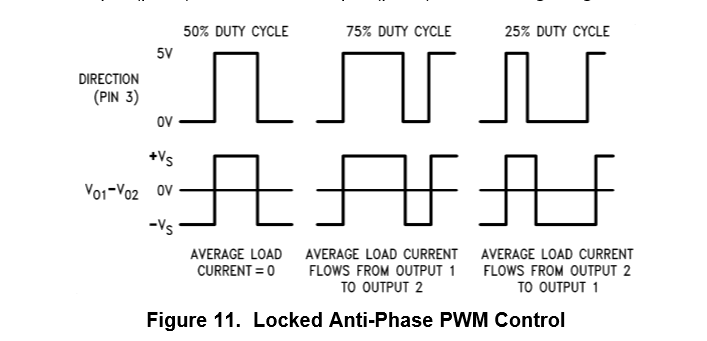 50% DUTY CYCLE
75% DUTY CYCLE
25% DUTY CYCLE
5V
DIRECTION
(PIN 3)
0V
+VS
VO1–VO2
0V
–VS
AVERAGE LOAD
CURRENT = 0
AVERAGE LOAD CURRENT
FLOWS FROM OUTPUT 1
TO OUTPUT 2
AVERAGE LOAD CURRENT
FLOWS FROM OUTPUT 2
TO OUTPUT 1
Figure 11. Locked Anti-Phase PWM Control